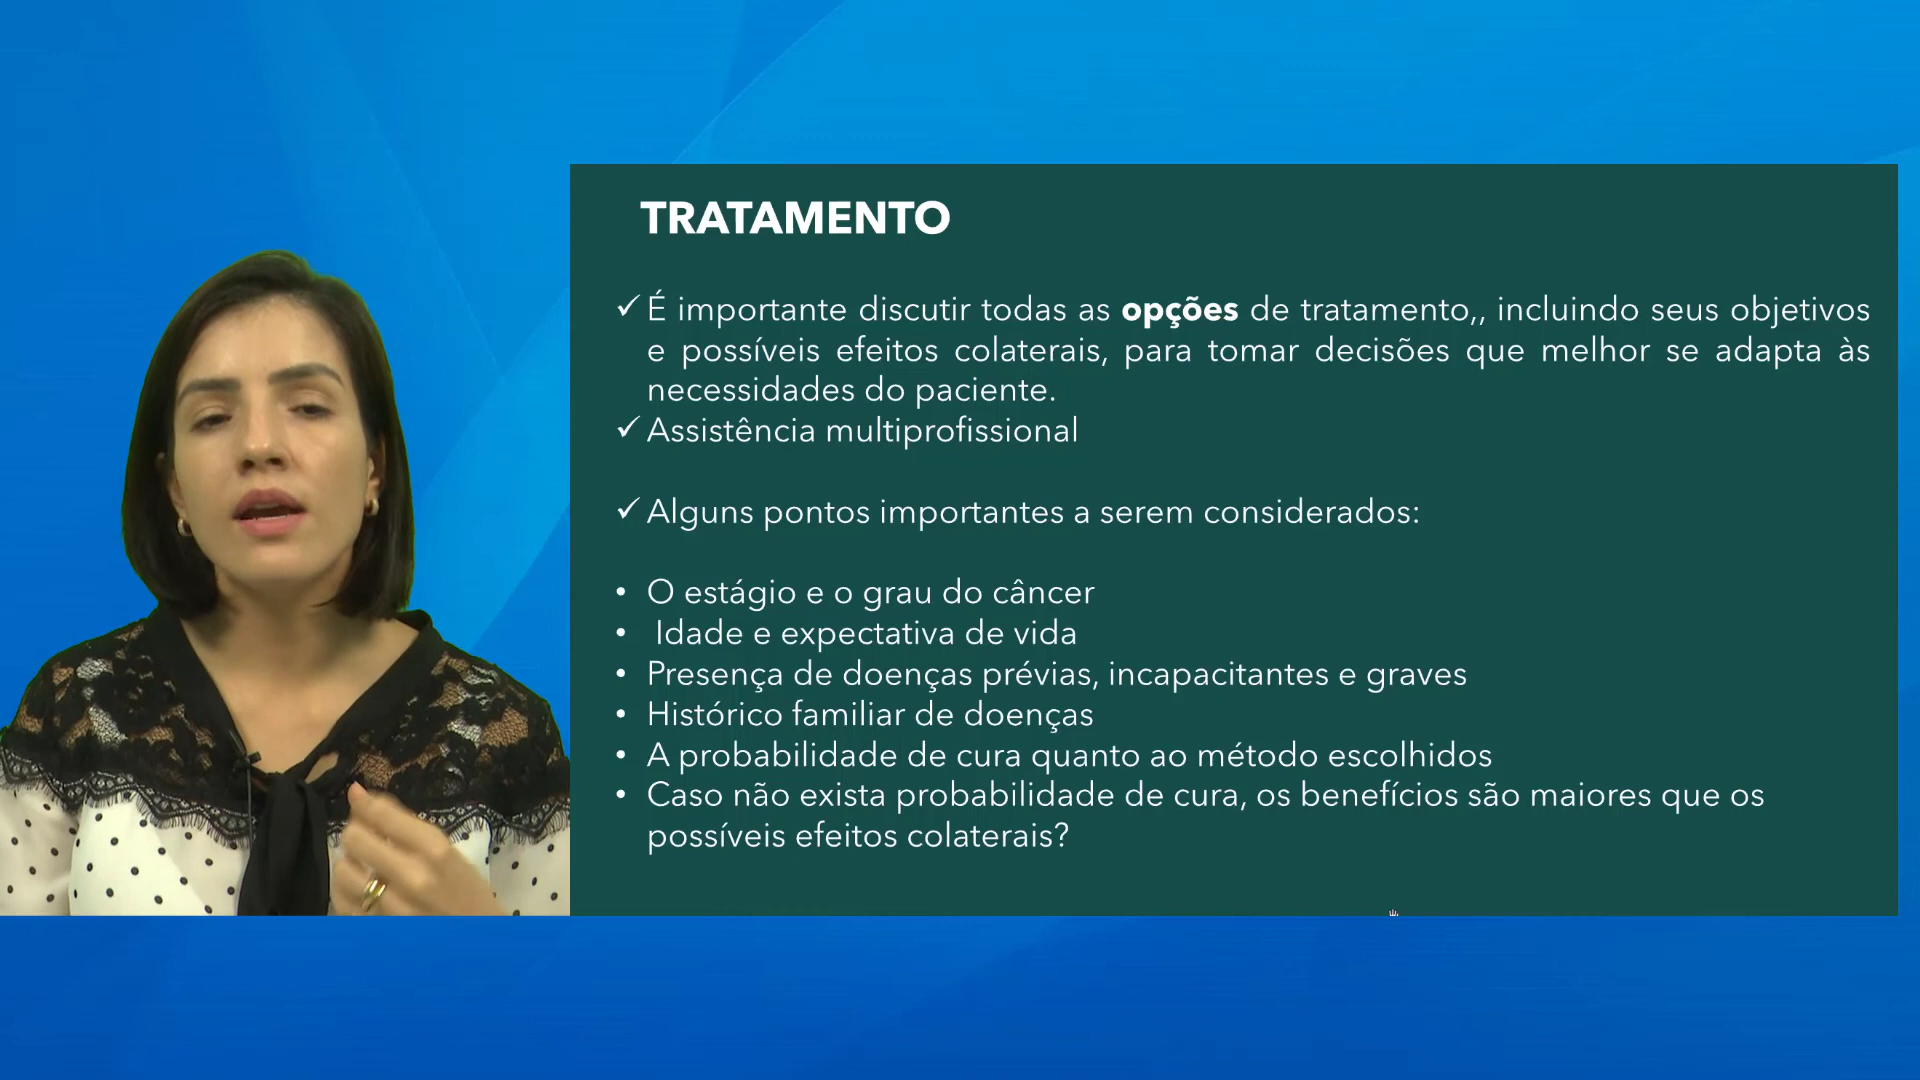 TRATAMENTO
✓ É importante discutir todas as opções de tratamento,, incluindo seus objetivos
e possíveis efeitos colaterais, para tomar decisões que melhor se adapta às
necessidades do paciente.
✓ Assistência multiprofissional
✓ Alguns pontos importantes a serem considerados:
• O estágio e o grau do câncer
• Idade e expectativa de vida
• Presença de doenças prévias, incapacitantes e graves
• Histórico familiar de doenças
• A probabilidade de cura quanto ao método escolhidos
• Caso não exista probabilidade de cura, os benefícios são maiores que os
possíveis efeitos colaterais?